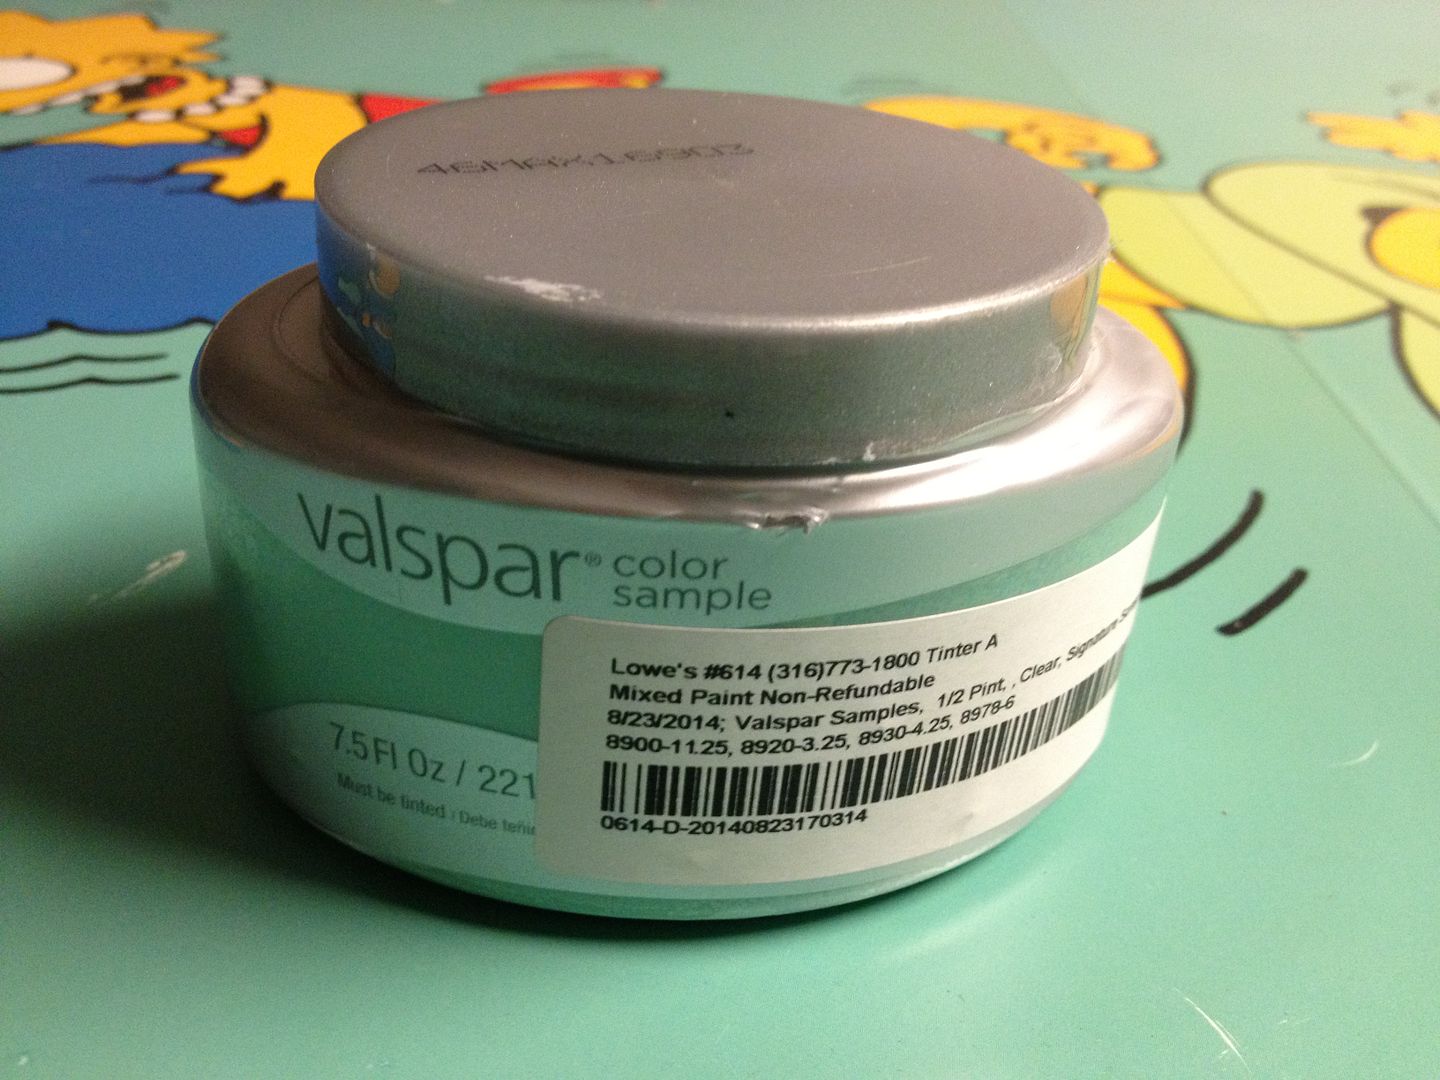 valspar® color
sample
Lowe's #614 (316)773-1800 Tinter A
Mixed Paint Non-Refundable
8/23/2014; Valspar Samples, 1/2 Pint, , Clear, Signature
8900-11.25, 8920-3.25, 8930-4.25, 8978-6
0614-D-20140823170314
7.5 Fl Oz / 221
Must be tinted / Debe